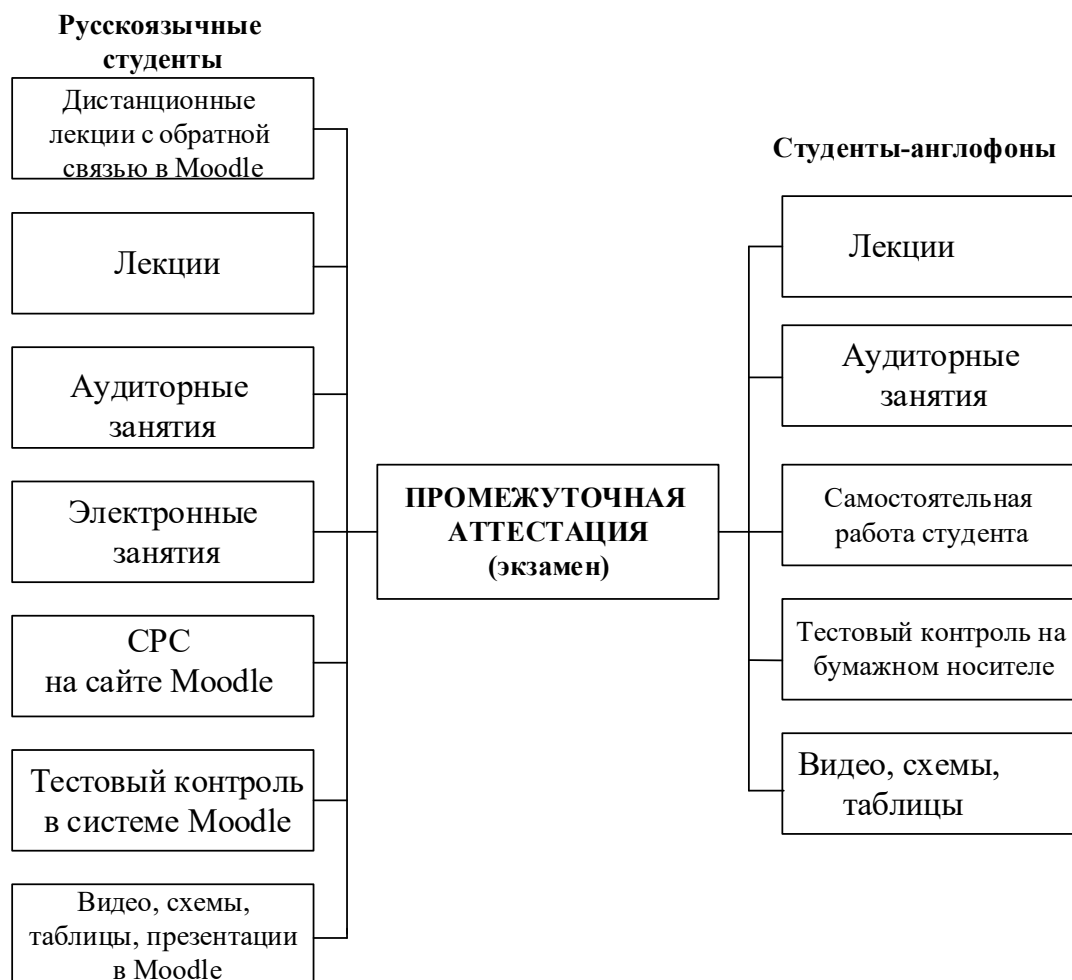 Русскоязычные
студенты
Дистанционные
лекции с обратной
связью в Moodle
Лекции
Аудиторные
занятия
Электронные
занятия
СРС
на сайте Moodle
Тестовый контроль
в системе Moodle
Видео, схемы,
таблицы, презентации
в Moodle
ПРОМЕЖУТОЧНАЯ
АТТЕСТАЦИЯ
(экзамен)
Студенты-англофоны
Лекции
Аудиторные
занятия
Самостоятельная
работа студента
Тестовый контроль на
бумажном носителе
Видео, схемы,
таблицы